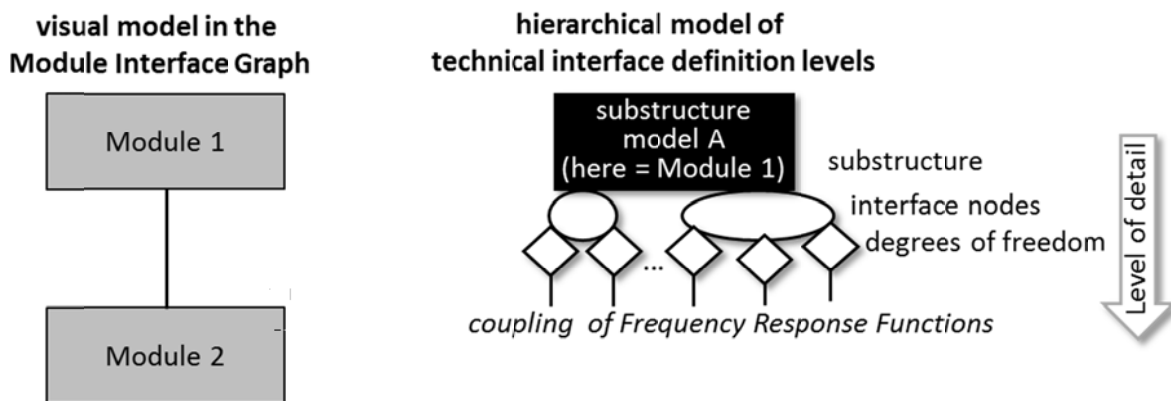 visual model in the
Module Interface Graph
Module 1
Module 2
hierarchical model of
technical interface definition levels
substructure
model A
(here = Module 1)
substructure
interface nodes
degrees of freedom
...
coupling of Frequency Response Functions
Level of detail